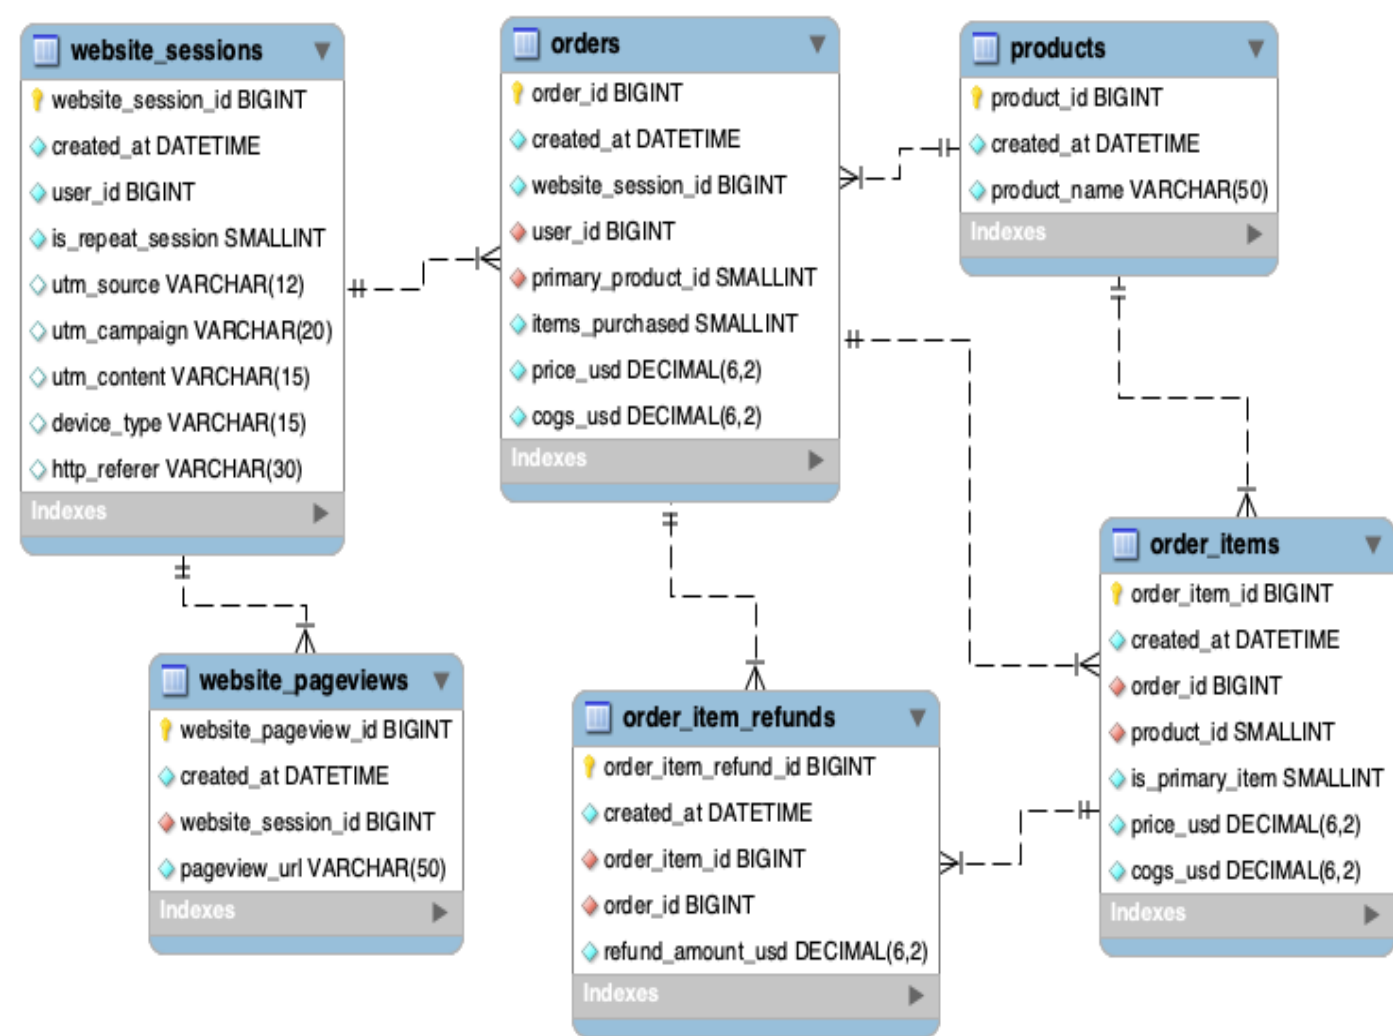 website_sessions
website_session_id BIGINT
created_at DATETIME
user_id BIGINT
is_repeat_session SMALLINT
utm_source VARCHAR(12)
utm_campaign VARCHAR(20)
utm_content VARCHAR(15)
device_type VARCHAR(15)
http_referer VARCHAR(30)
Indexes
orders
order_id BIGINT
created_at DATETIME
website_session_id BIGINT
user_id BIGINT
primary_product_id SMALLINT
items_purchased SMALLINT
price_usd DECIMAL(6,2)
cogs_usd DECIMAL(6,2)
Indexes
products
product_id BIGINT
created_at DATETIME
product_name VARCHAR(50)
Indexes
website_pageviews
website_pageview_id BIGINT
created_at DATETIME
website_session_id BIGINT
pageview_url VARCHAR(50)
Indexes
order_item_refunds
order_item_refund_id BIGINT
created_at DATETIME
order_item_id BIGINT
order_id BIGINT
refund_amount_usd DECIMAL(6,2)
Indexes
order_items
order_item_id BIGINT
created_at DATETIME
order_id BIGINT
product_id SMALLINT
is_primary_item SMALLINT
price_usd DECIMAL(6,2)
cogs_usd DECIMAL(6,2)
Indexes